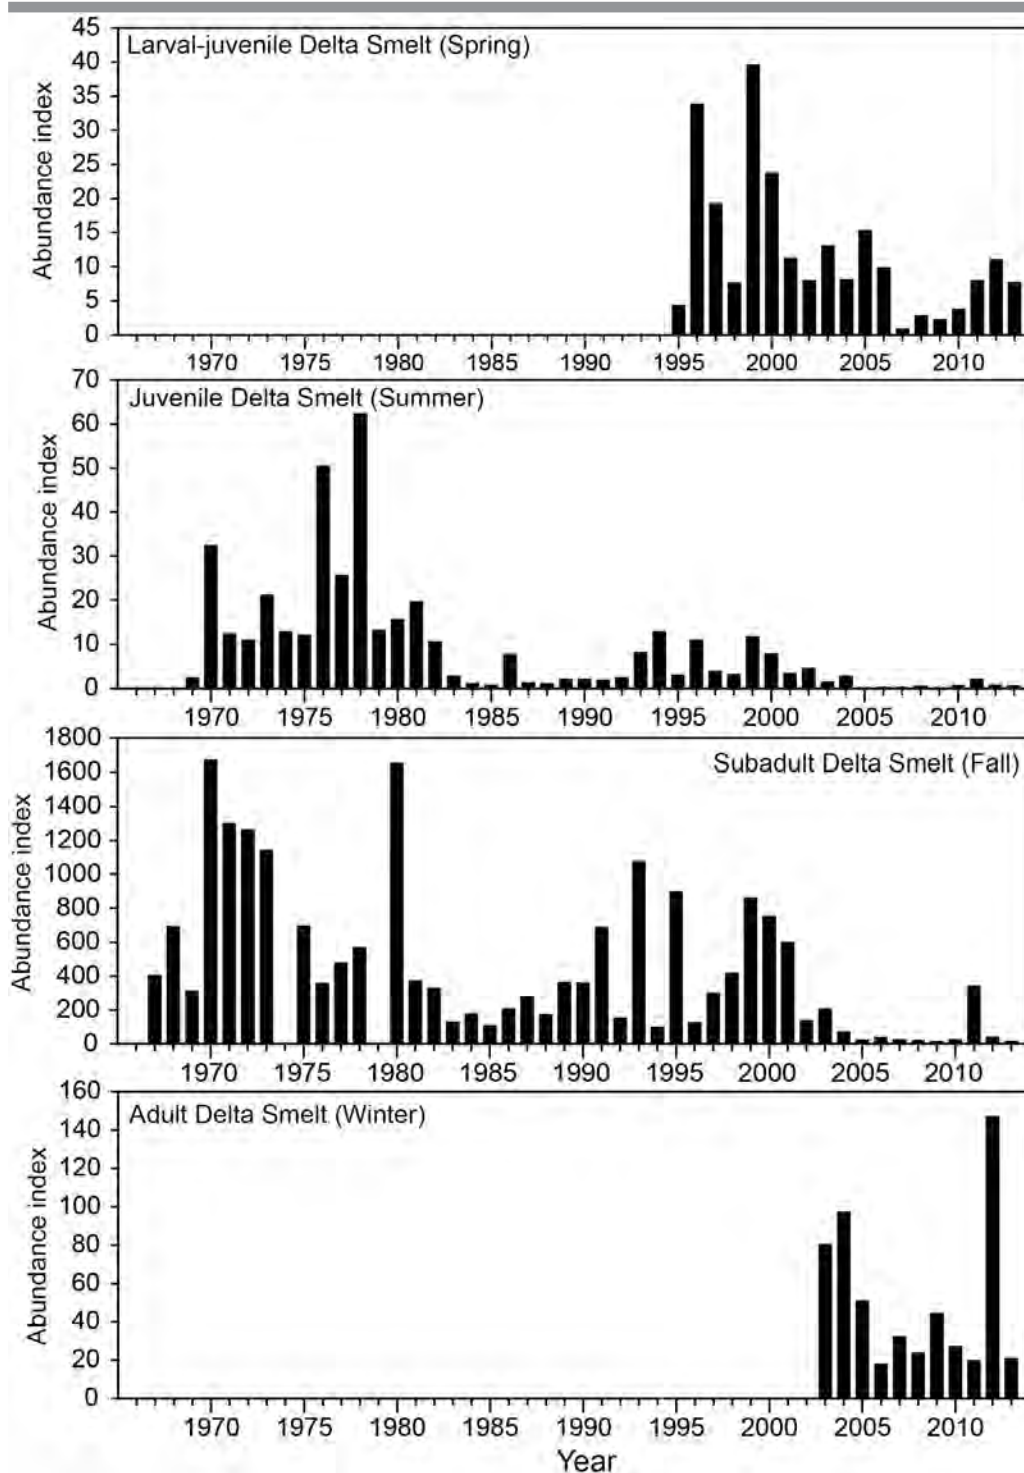 Larval-juvenile Delta Smelt (Spring)
Abundance index
45
40
35
30
25
20
15
10
5
0
1970 1975 1980 1985 1990 1995 2000 2005 2010
Juvenile Delta Smelt (Summer)
Abundance index
70
60
50
40
30
20
10
0
1970 1975 1980 1985 1990 1995 2000 2005 2010
Subadult Delta Smelt (Fall)
Abundance index
1800
1600
1400
1200
1000
800
600
400
200
0
1970 1975 1980 1985 1990 1995 2000 2005 2010
Adult Delta Smelt (Winter)
Abundance index
160
140
120
100
80
60
40
20
0
1970 1975 1980 1985 1990 1995 2000 2005 2010
Year